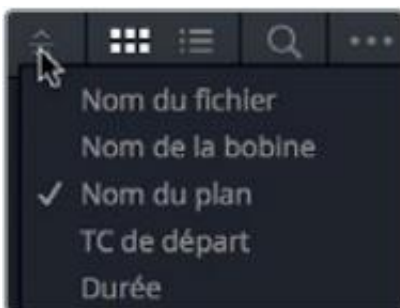 Nom du fichier
Nom de la bobine
Nom du plan
TC de départ
Durée